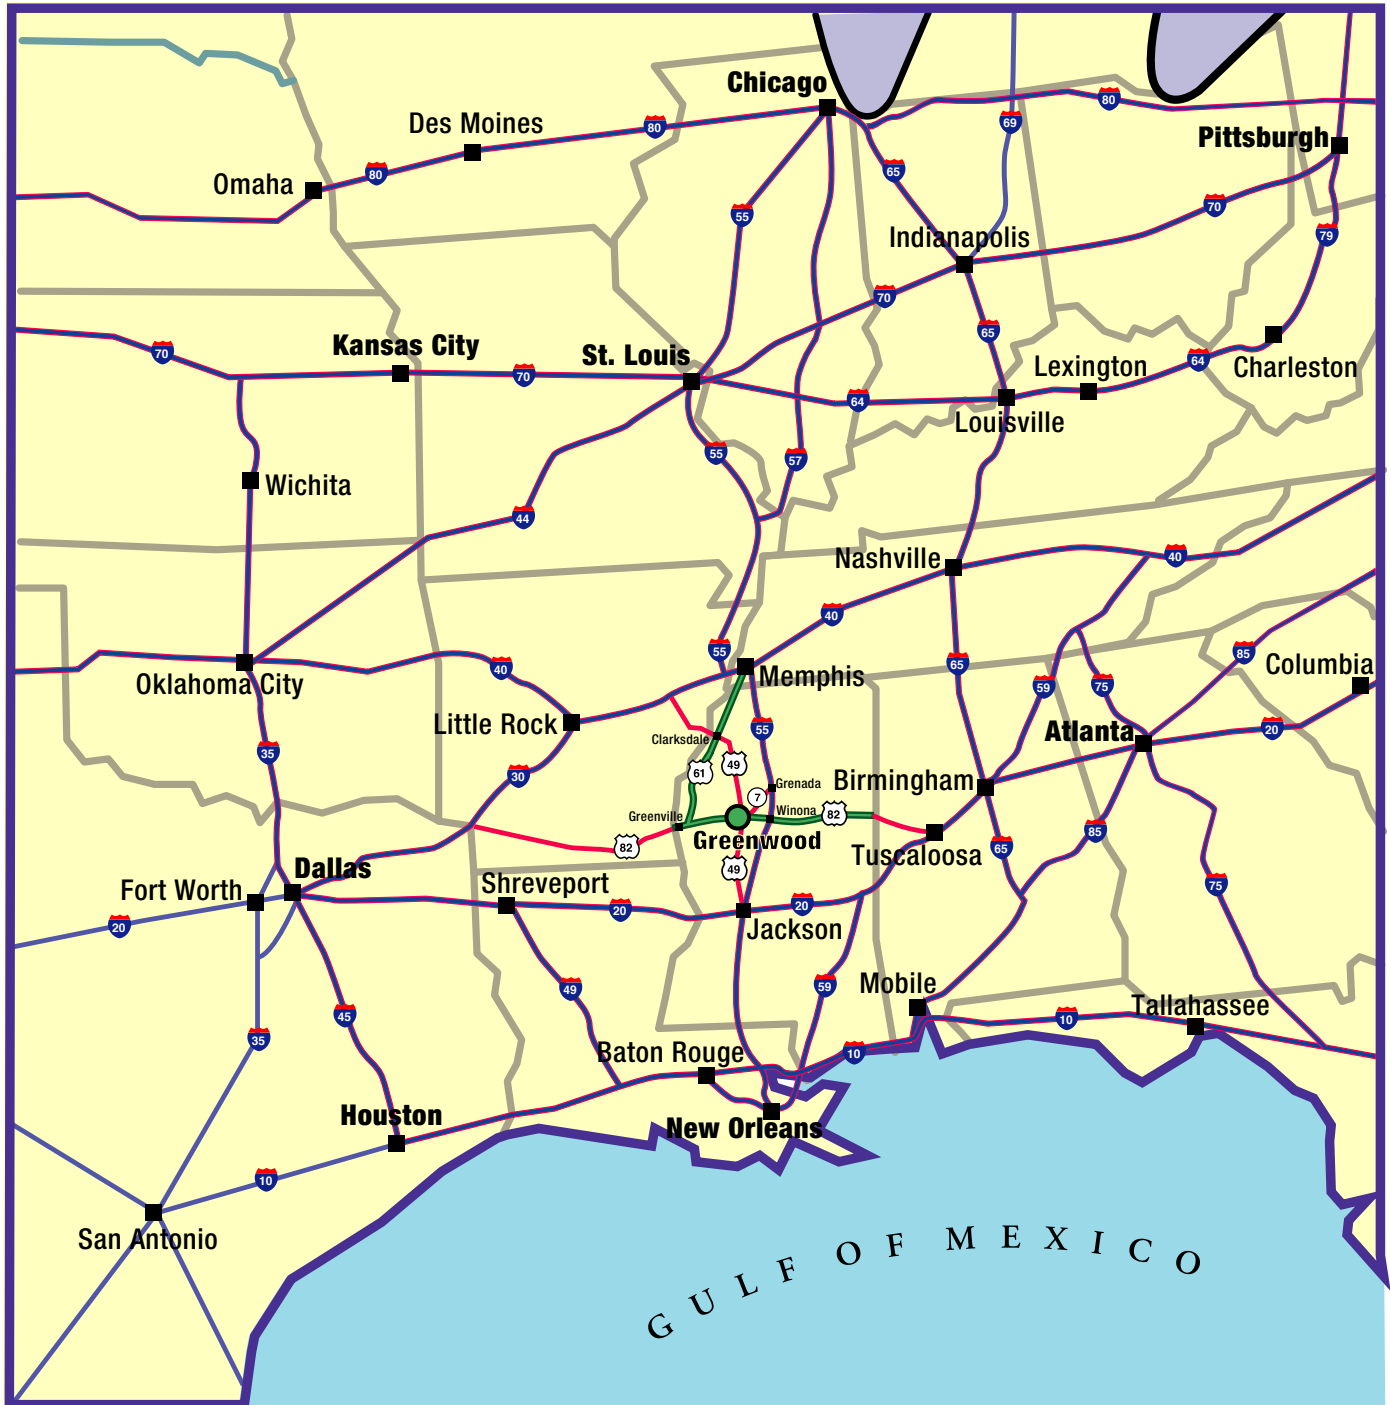 Chicago
80
69
Des Moines
80
Pittsburgh
80
65
Omaha
70
55
79
Indianapolis
70
65
Kansas City
St. Louis
70
70
64
Lexington
Charleston
64
Louisville
55
57
Wichita
44
Nashville
40
40
55
65
85
Columbia
40
Memphis
59
75
Oklahoma City
Little Rock
55
20
Atlanta
Clarksdale
35
49
61
30
Birmingham
Grenada
7
Winona
82
Greenville
Greenwood
82
85
65
Tuscaloosa
Dallas
49
Fort Worth
Shreveport
75
20
20
20
Jackson
Mobile
59
49
Tallahassee
45
10
35
Baton Rouge
10
Houston
New Orleans
10
San Antonio
GULF OF MEXICO